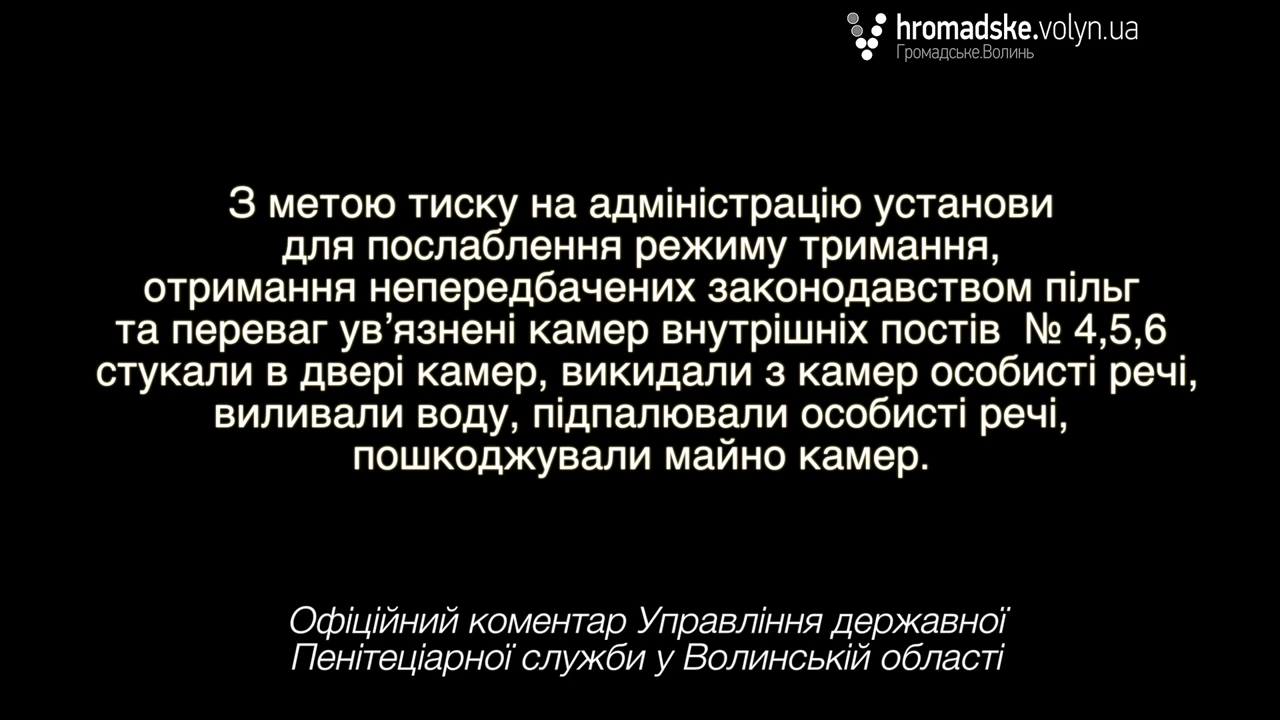 hromadske.volyn.ua
Громадське.Волинь
З метою тиску на адміністрацію установи
для послаблення режиму тримання,
отримання непередбачених законодавством пільг
та переваг ув’язнені камер внутрішніх постів № 4,5,6
стукали в двері камер, викидали з камер особисті речі,
виливали воду, підпалювали особисті речі,
пошкоджували майно камер.
Офіційний коментар Управління державної
Пенітеціарної служби у Волинській області